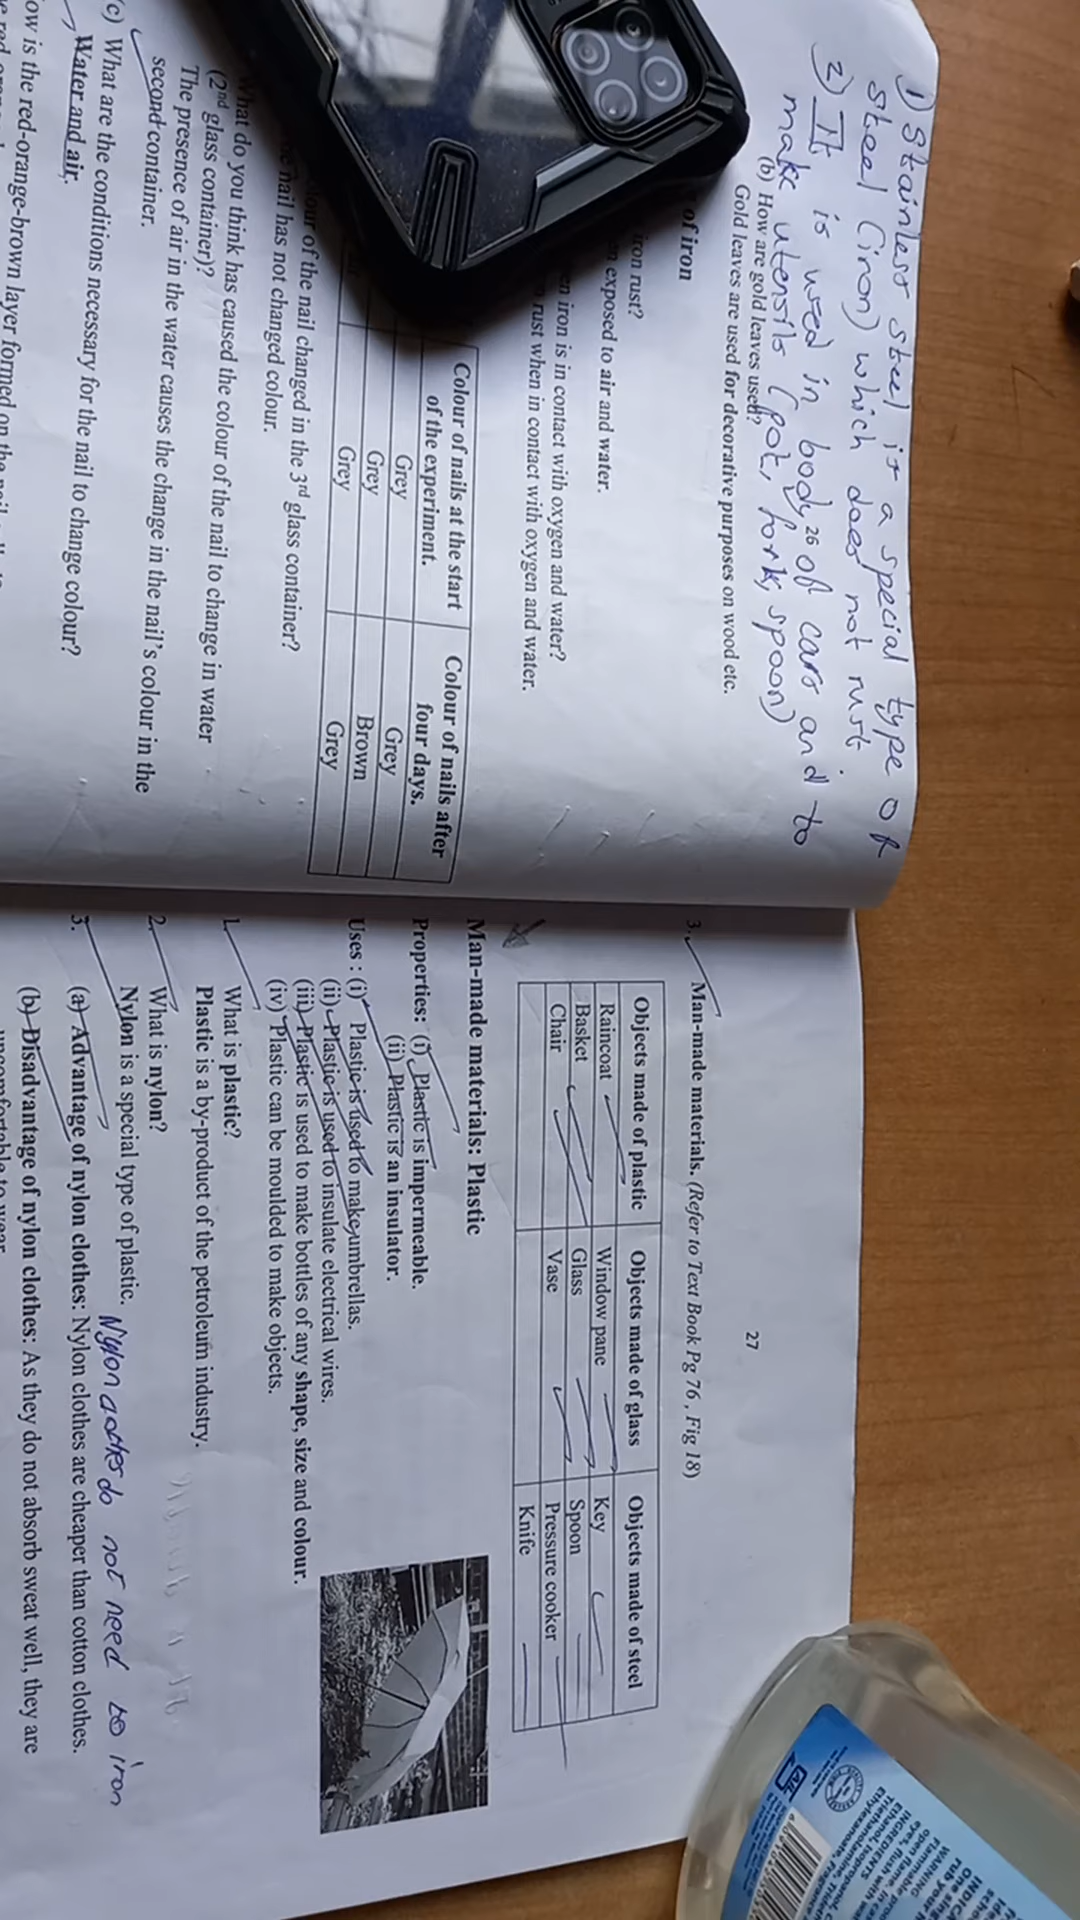 1) Stainless steel is a special type of
steel (iron) which does not rust
2) It is used in body of cars and to
make utensils (pot, fork, spoon)
26
(b) How are gold leaves used?
Gold leaves are used for decorative purposes on wood etc.
of iron
iron rust?
exposed to air and water.
iron is in contact with oxygen and water?
rust when in contact with oxygen and water.
Colour of nails at the start of the experiment. Colour of nails after four days.
Grey Grey
Grey Brown
Grey Grey
of the nail changed in the 3rd glass container?
nail has not changed colour.
What do you think has caused the colour of the nail to change in water
(2nd glass container)?
The presence of air in the water causes the change in the nail's colour in the
second container.
(c) What are the conditions necessary for the nail to change colour?
Water and air.
is the red-orange-brown layer formed on the
27
3. Man-made materials. (Refer to Text Book Pg 76, Fig 18)
Objects made of plastic Objects made of glass Objects made of steel
Raincoat Window pane Key
Basket Glass Spoon
Chair Vase Pressure cooker
Knife
Man-made materials: Plastic
Properties: (i) Plastic is impermeable.
(ii) Plastic is an insulator.
Uses : (i) Plastic is used to make umbrellas.
(ii) Plastic is used to insulate electrical wires.
(iii) Plastic is used to make bottles of any shape, size and colour.
(iv) Plastic can be moulded to make objects.
1. What is plastic?
Plastic is a by-product of the petroleum industry.
2. What is nylon?
Nylon is a special type of plastic.
Nylon clothes do not need to iron
3. (a) Advantage of nylon clothes: Nylon clothes are cheaper than cotton clothes.
(b) Disadvantage of nylon clothes: As they do not absorb sweat well, they are
uncomfortable to wear
INGREDIENTS
WARNING